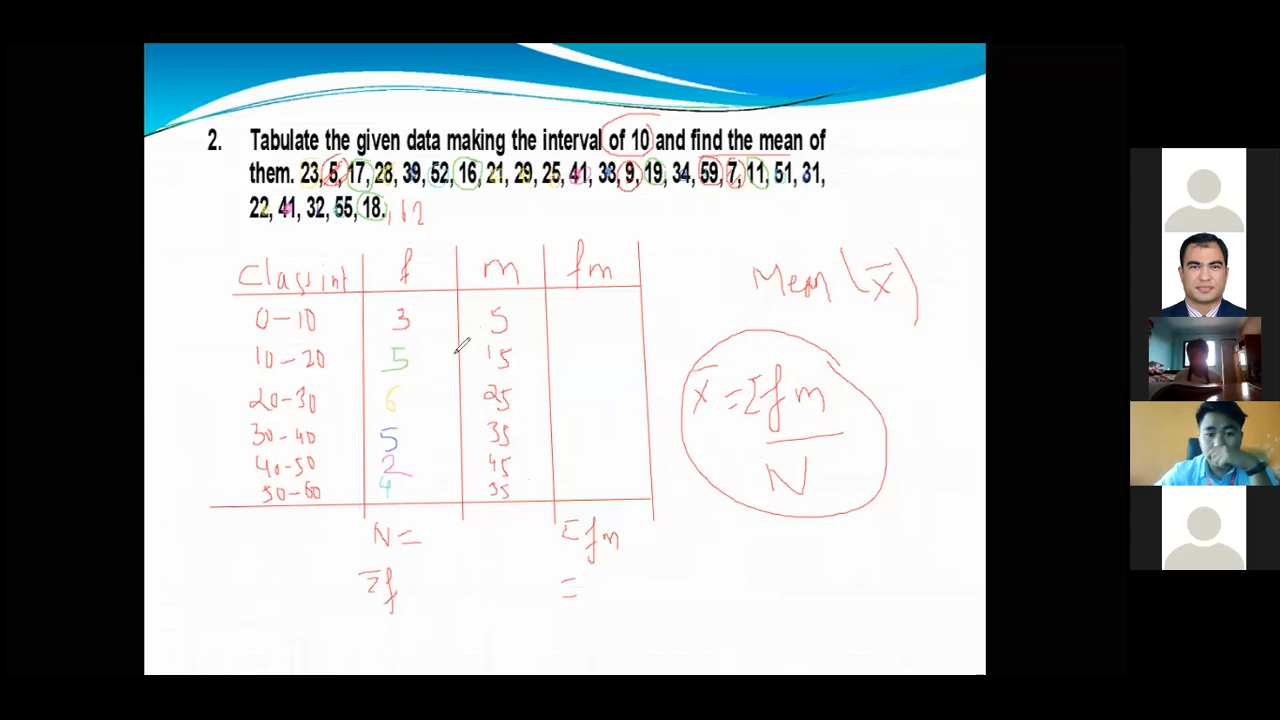 2. Tabulate the given data making the interval of 10 and find the mean of
them. 23, 5, 17, 28, 39, 52, 16, 21, 29, 25, 41, 33, 9, 19, 34, 59, 7, 11, 51, 31,
22, 41, 32, 55, 18. , 62
Class int f m fm
0-10 3 5
10-20 5 15
20-30 6 25
30-40 5 35
40-50 2 45
50-60 4 35
N= Σfm
Σf =
Mean (x̄)
x̄ = Σfm
N